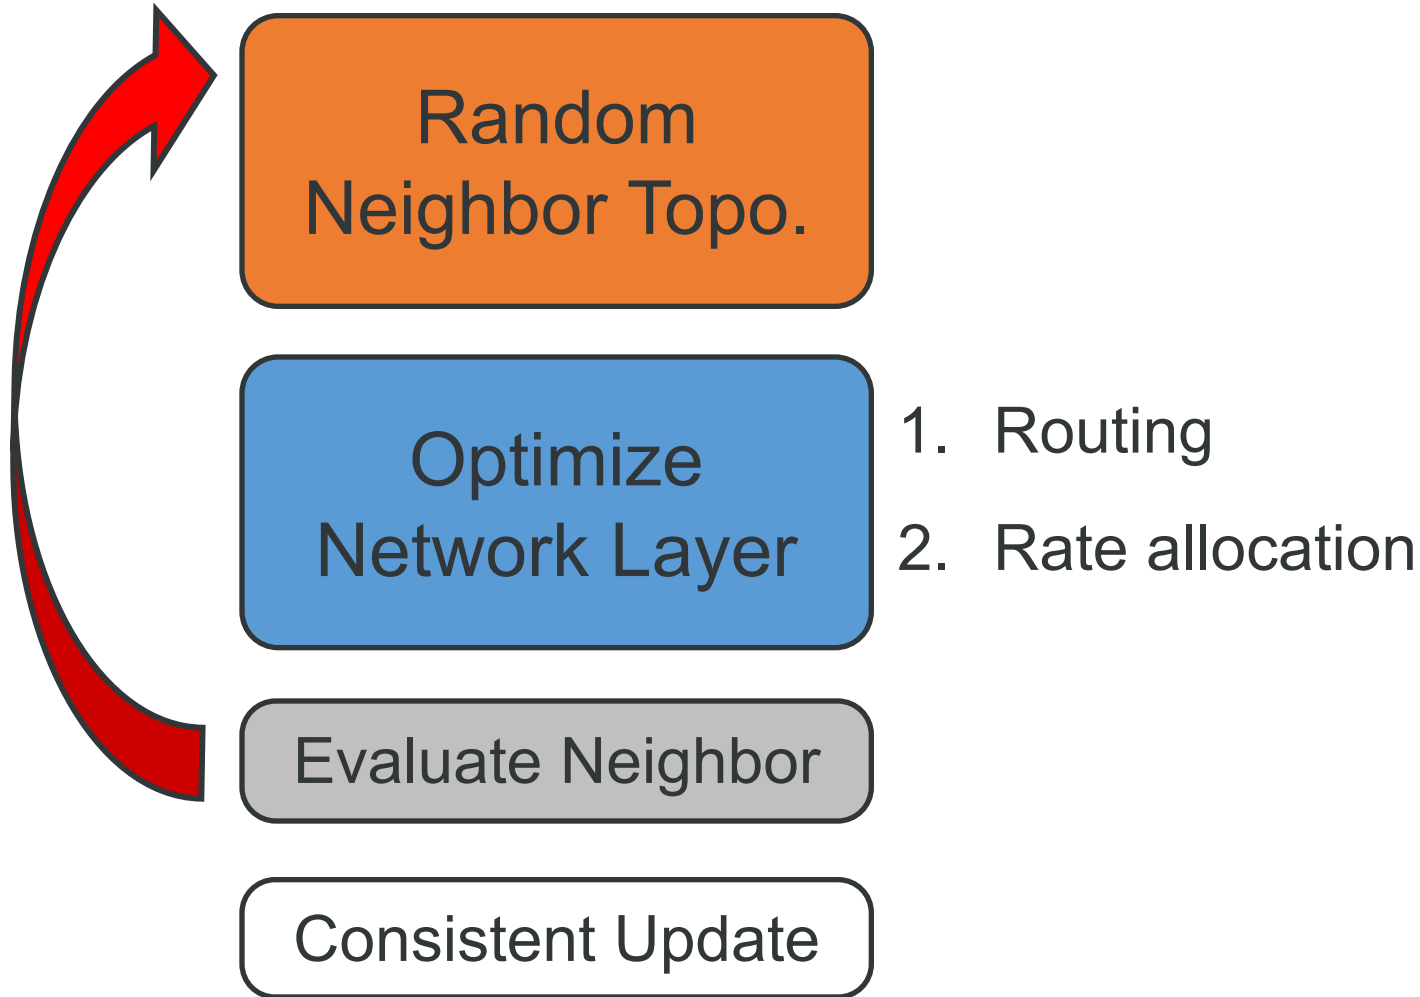 Random
Neighbor Topo.
Optimize
Network Layer
1. Routing
2. Rate allocation
Evaluate Neighbor
Consistent Update